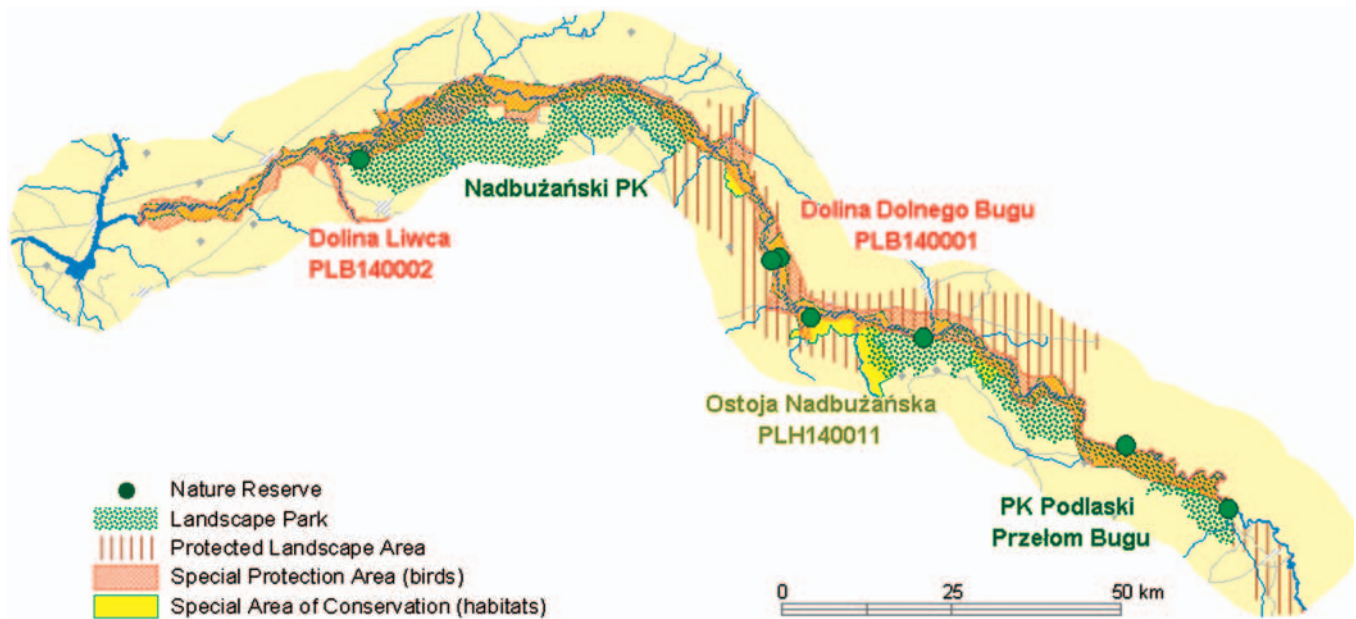 Nadbużański PK
Dolina Dolnego Bugu
PLB140001
Dolina Liwca
PLB140002
Ostoja Nadbużańska
PLH140011
PK Podlaski
Przełom Bugu
Nature Reserve
Landscape Park
Protected Landscape Area
Special Protection Area (birds)
Special Area of Conservation (habitats)
0 25 50 km